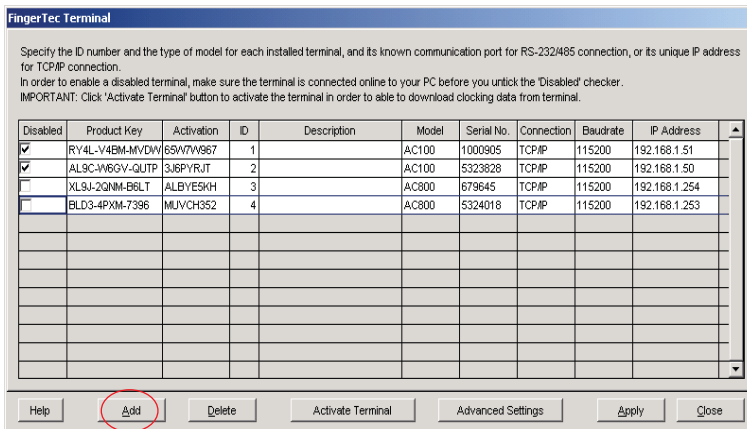 FingerTec Terminal
Specify the ID number and the type of model for each installed terminal, and its known communication port for RS-232/485 connection, or its unique IP address
for TCP/IP connection.
In order to enable a disabled terminal, make sure the terminal is connected online to your PC before you untick the 'Disabled' checker.
IMPORTANT: Click 'Activate Terminal' button to activate the terminal in order to able to download clocking data from terminal.
Disabled Product Key Activation ID Description Model Serial No. Connection Baudrate IP Address
RY4L-V4BM-MVDW 65W7W967 1 AC100 1000905 TCP/IP 115200 192.168.1.51
AL9C-W6GV-QUTP 3J6PYRJT 2 AC100 5323828 TCP/IP 115200 192.168.1.50
XL9J-2QNM-B6LT ALBYE5KH 3 AC800 679645 TCP/IP 115200 192.168.1.254
BLD3-4PXM-7396 MUVCH352 4 AC800 5324018 TCP/IP 115200 192.168.1.253
Help Add Delete Activate Terminal Advanced Settings Apply Close